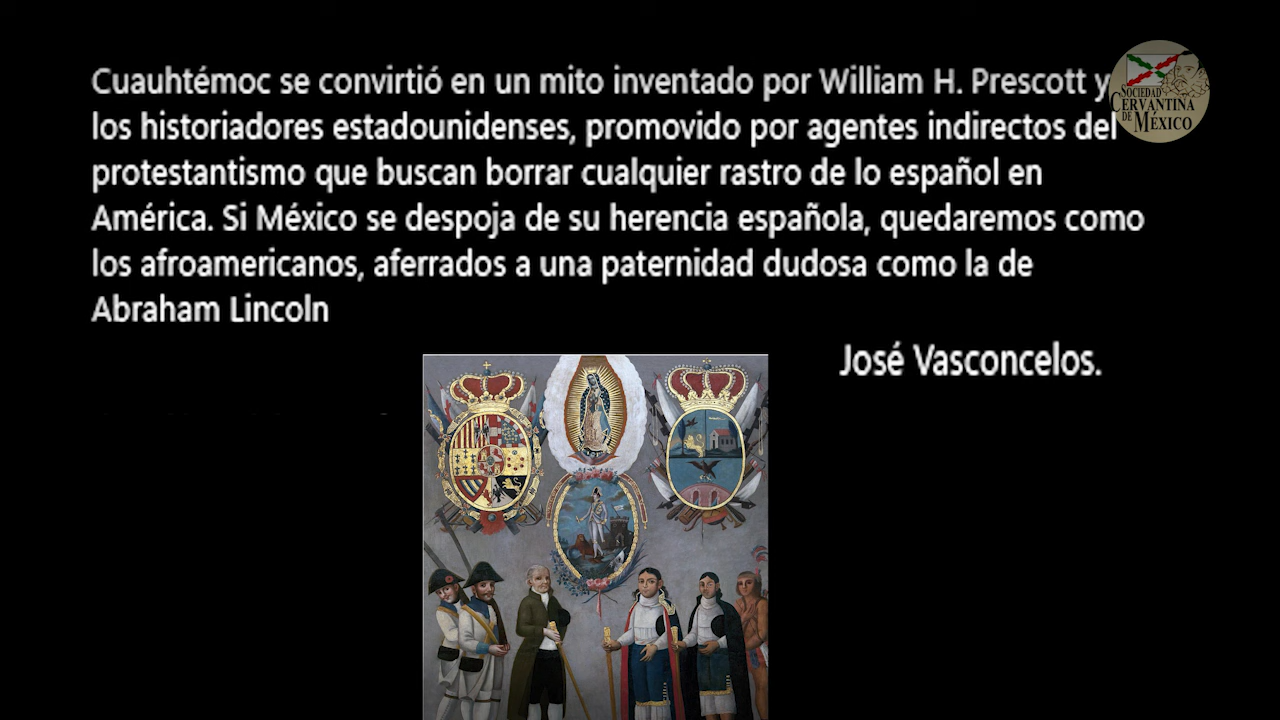 Cuauhtémoc se convirtió en un mito inventado por William H. Prescott y
los historiadores estadounidenses, promovido por agentes indirectos del
protestantismo que buscan borrar cualquier rastro de lo español en
América. Si México se despoja de su herencia española, quedaremos como
los afroamericanos, aferrados a una paternidad dudosa como la de
Abraham Lincoln
José Vasconcelos.
SOCIEDAD
CERVANTINA
DE MÉXICO